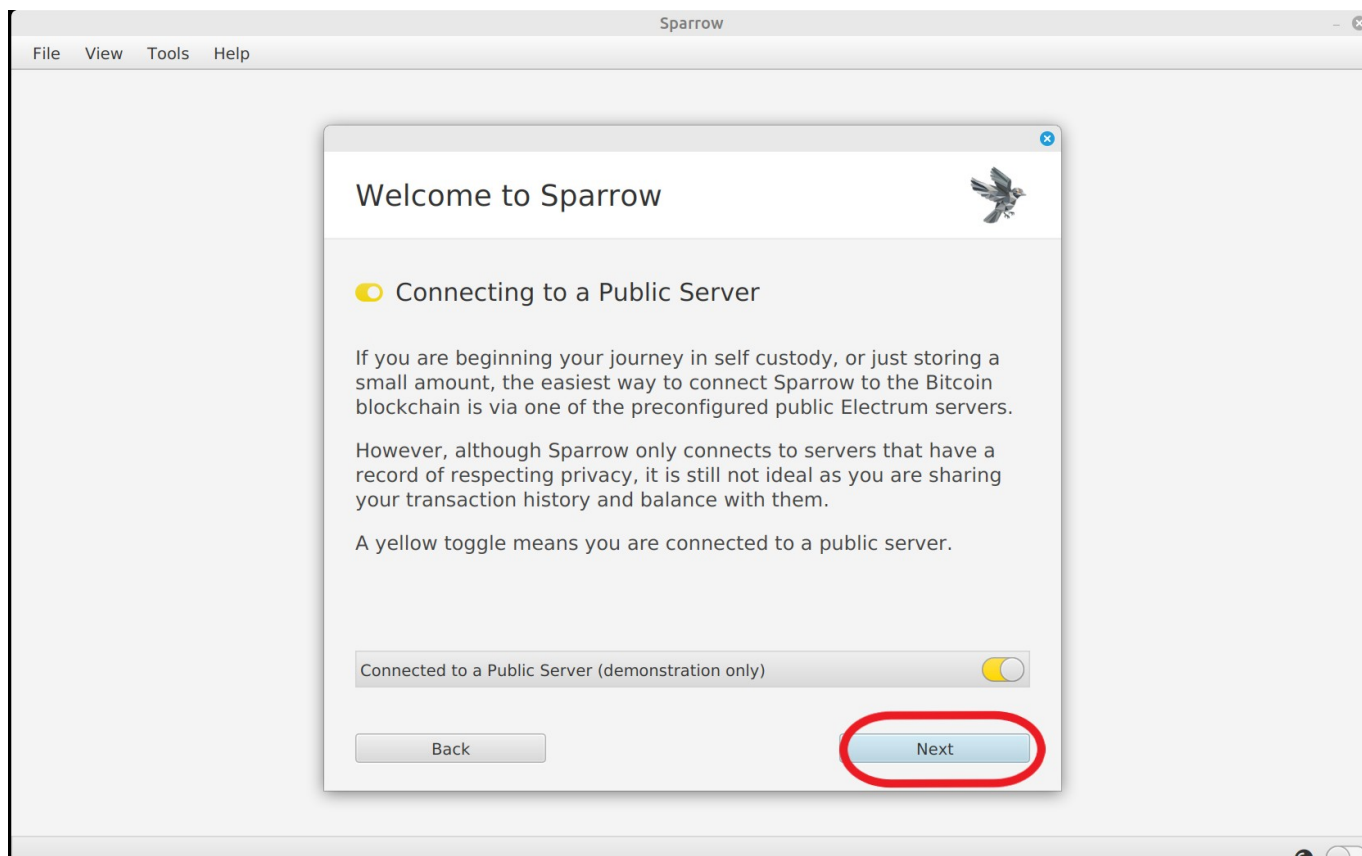 Sparrow
File View Tools Help
Welcome to Sparrow
Connecting to a Public Server
If you are beginning your journey in self custody, or just storing a
small amount, the easiest way to connect Sparrow to the Bitcoin
blockchain is via one of the preconfigured public Electrum servers.
However, although Sparrow only connects to servers that have a
record of respecting privacy, it is still not ideal as you are sharing
your transaction history and balance with them.
A yellow toggle means you are connected to a public server.
Connected to a Public Server (demonstration only)
Back Next